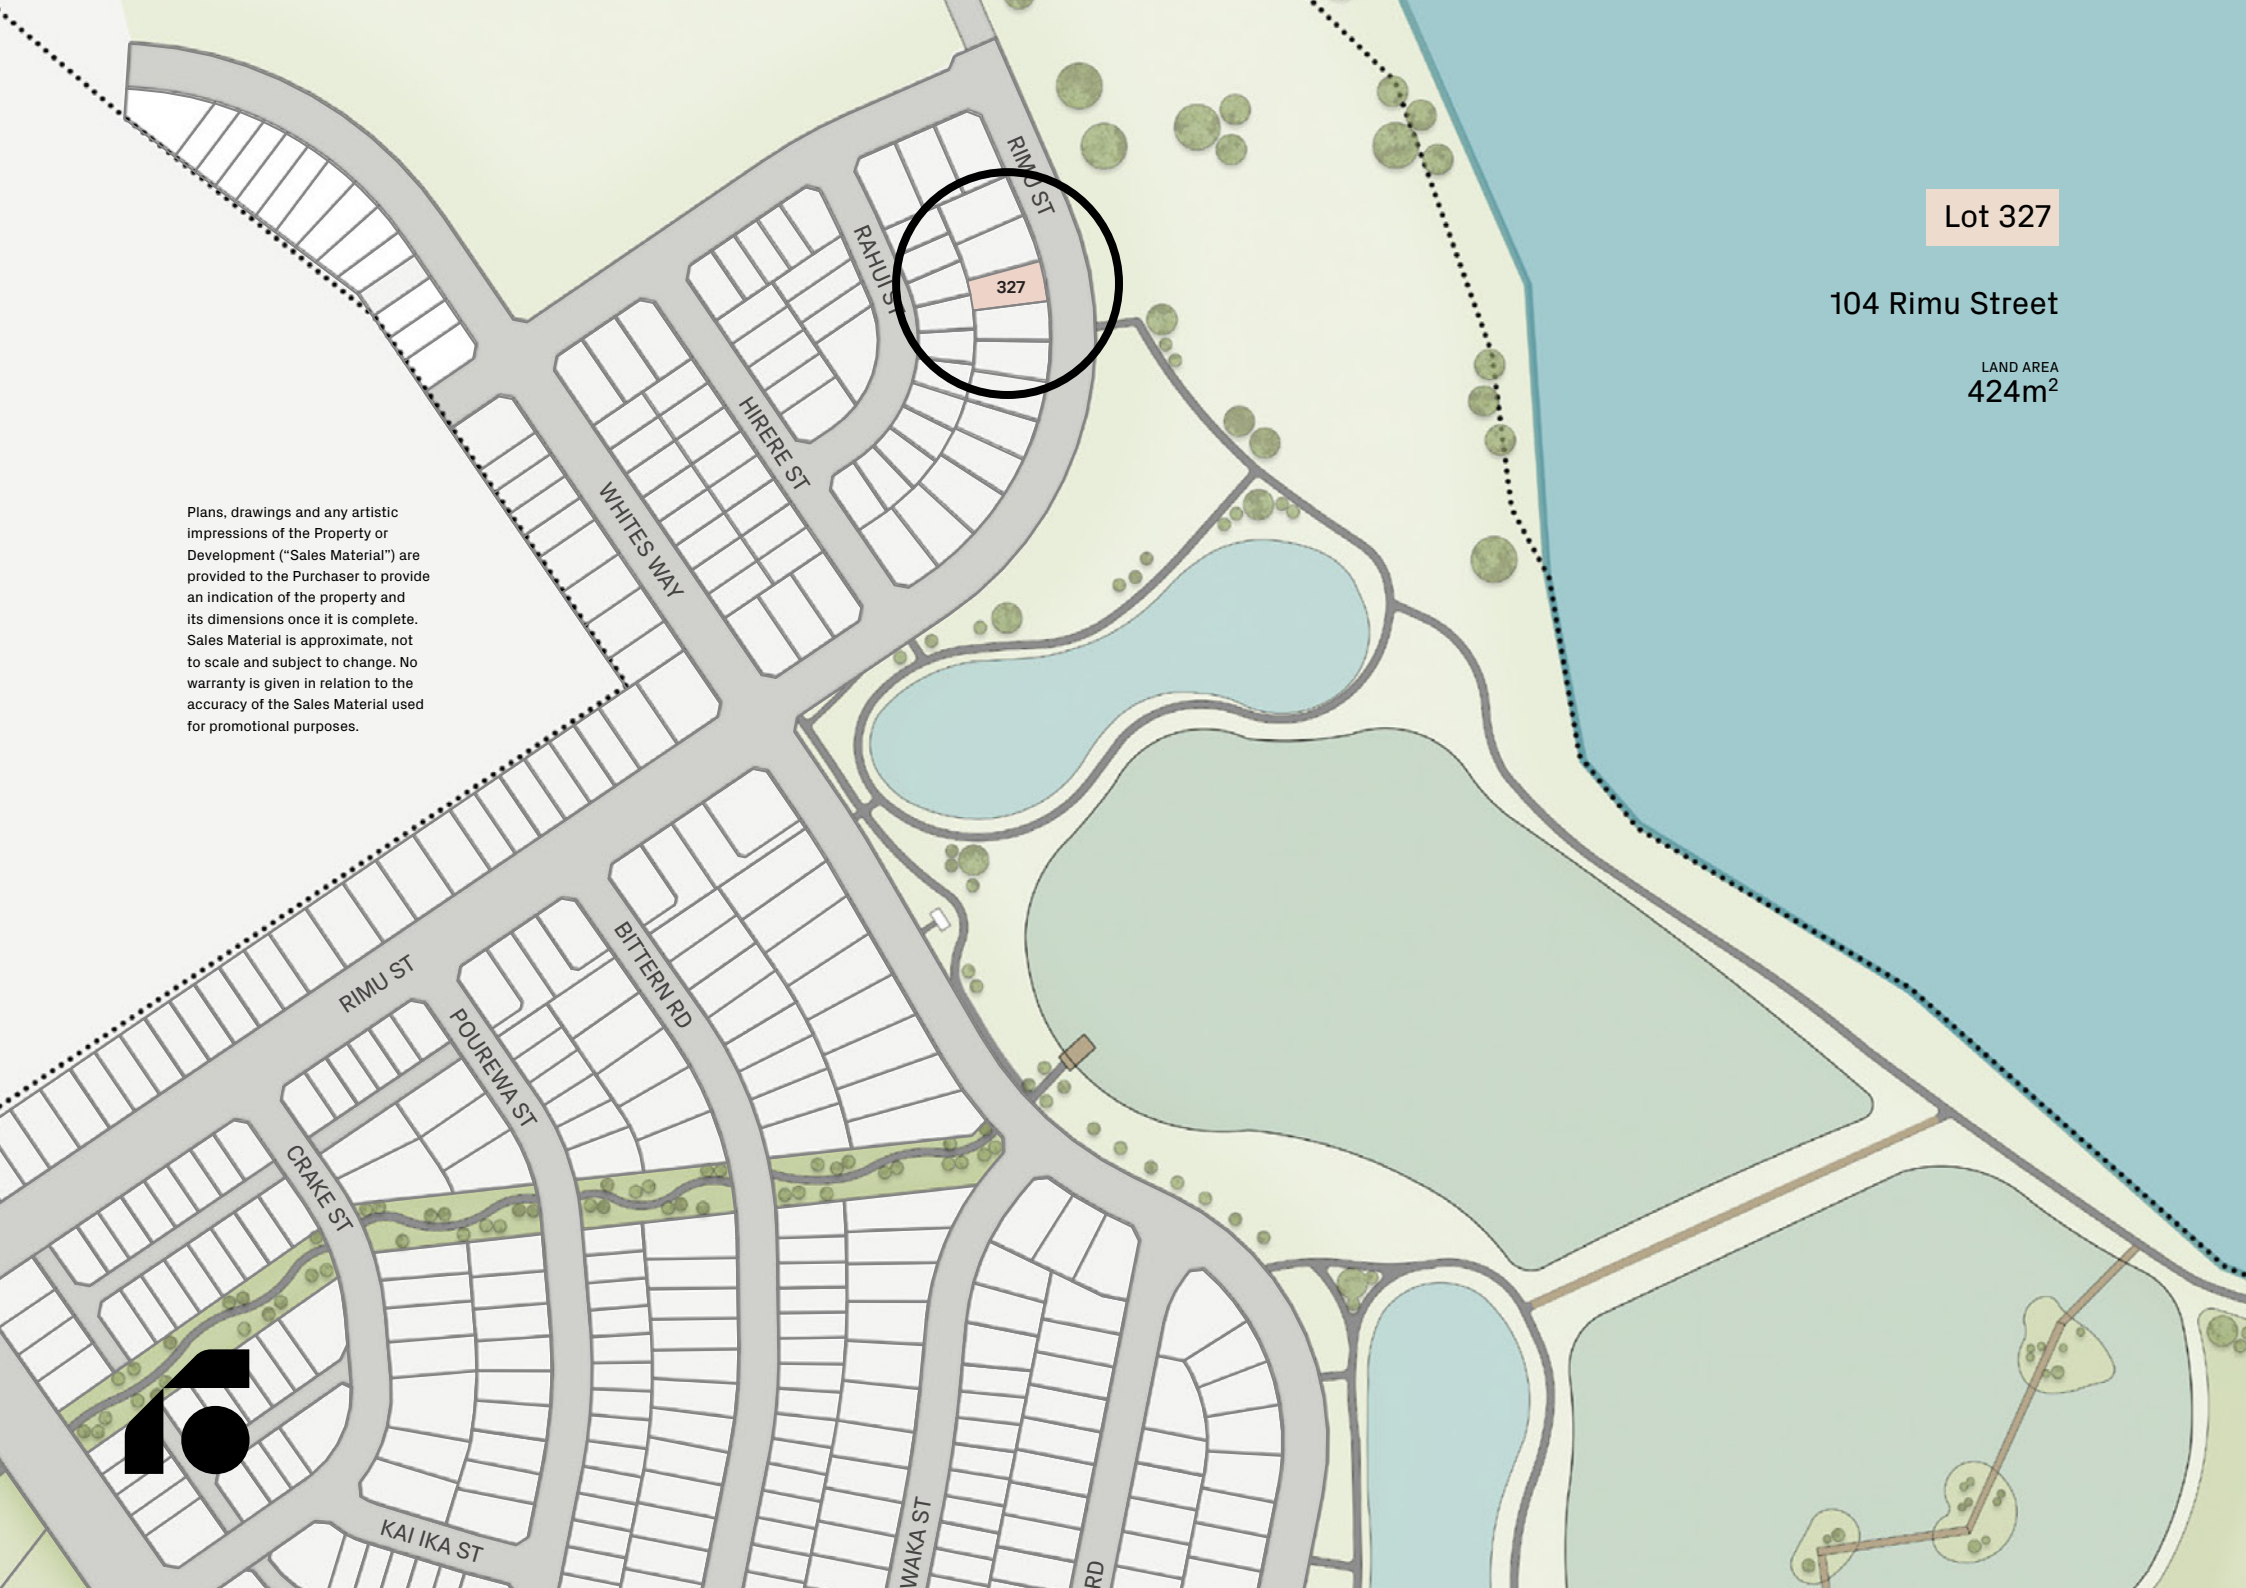 RIMU ST
Lot 327
RAHUI ST
327
104 Rimu Street
LAND AREA
424m²
HIRERE ST
WHITES WAY
Plans, drawings and any artistic
impressions of the Property or
Development (“Sales Material”) are
provided to the Purchaser to provide
an indication of the property and
its dimensions once it is complete.
Sales Material is approximate, not
to scale and subject to change. No
warranty is given in relation to the
accuracy of the Sales Material used
for promotional purposes.
RIMU ST
BITTERN RD
POUREWA ST
CRAKE ST
KAI IKA ST
WAKA ST
RD